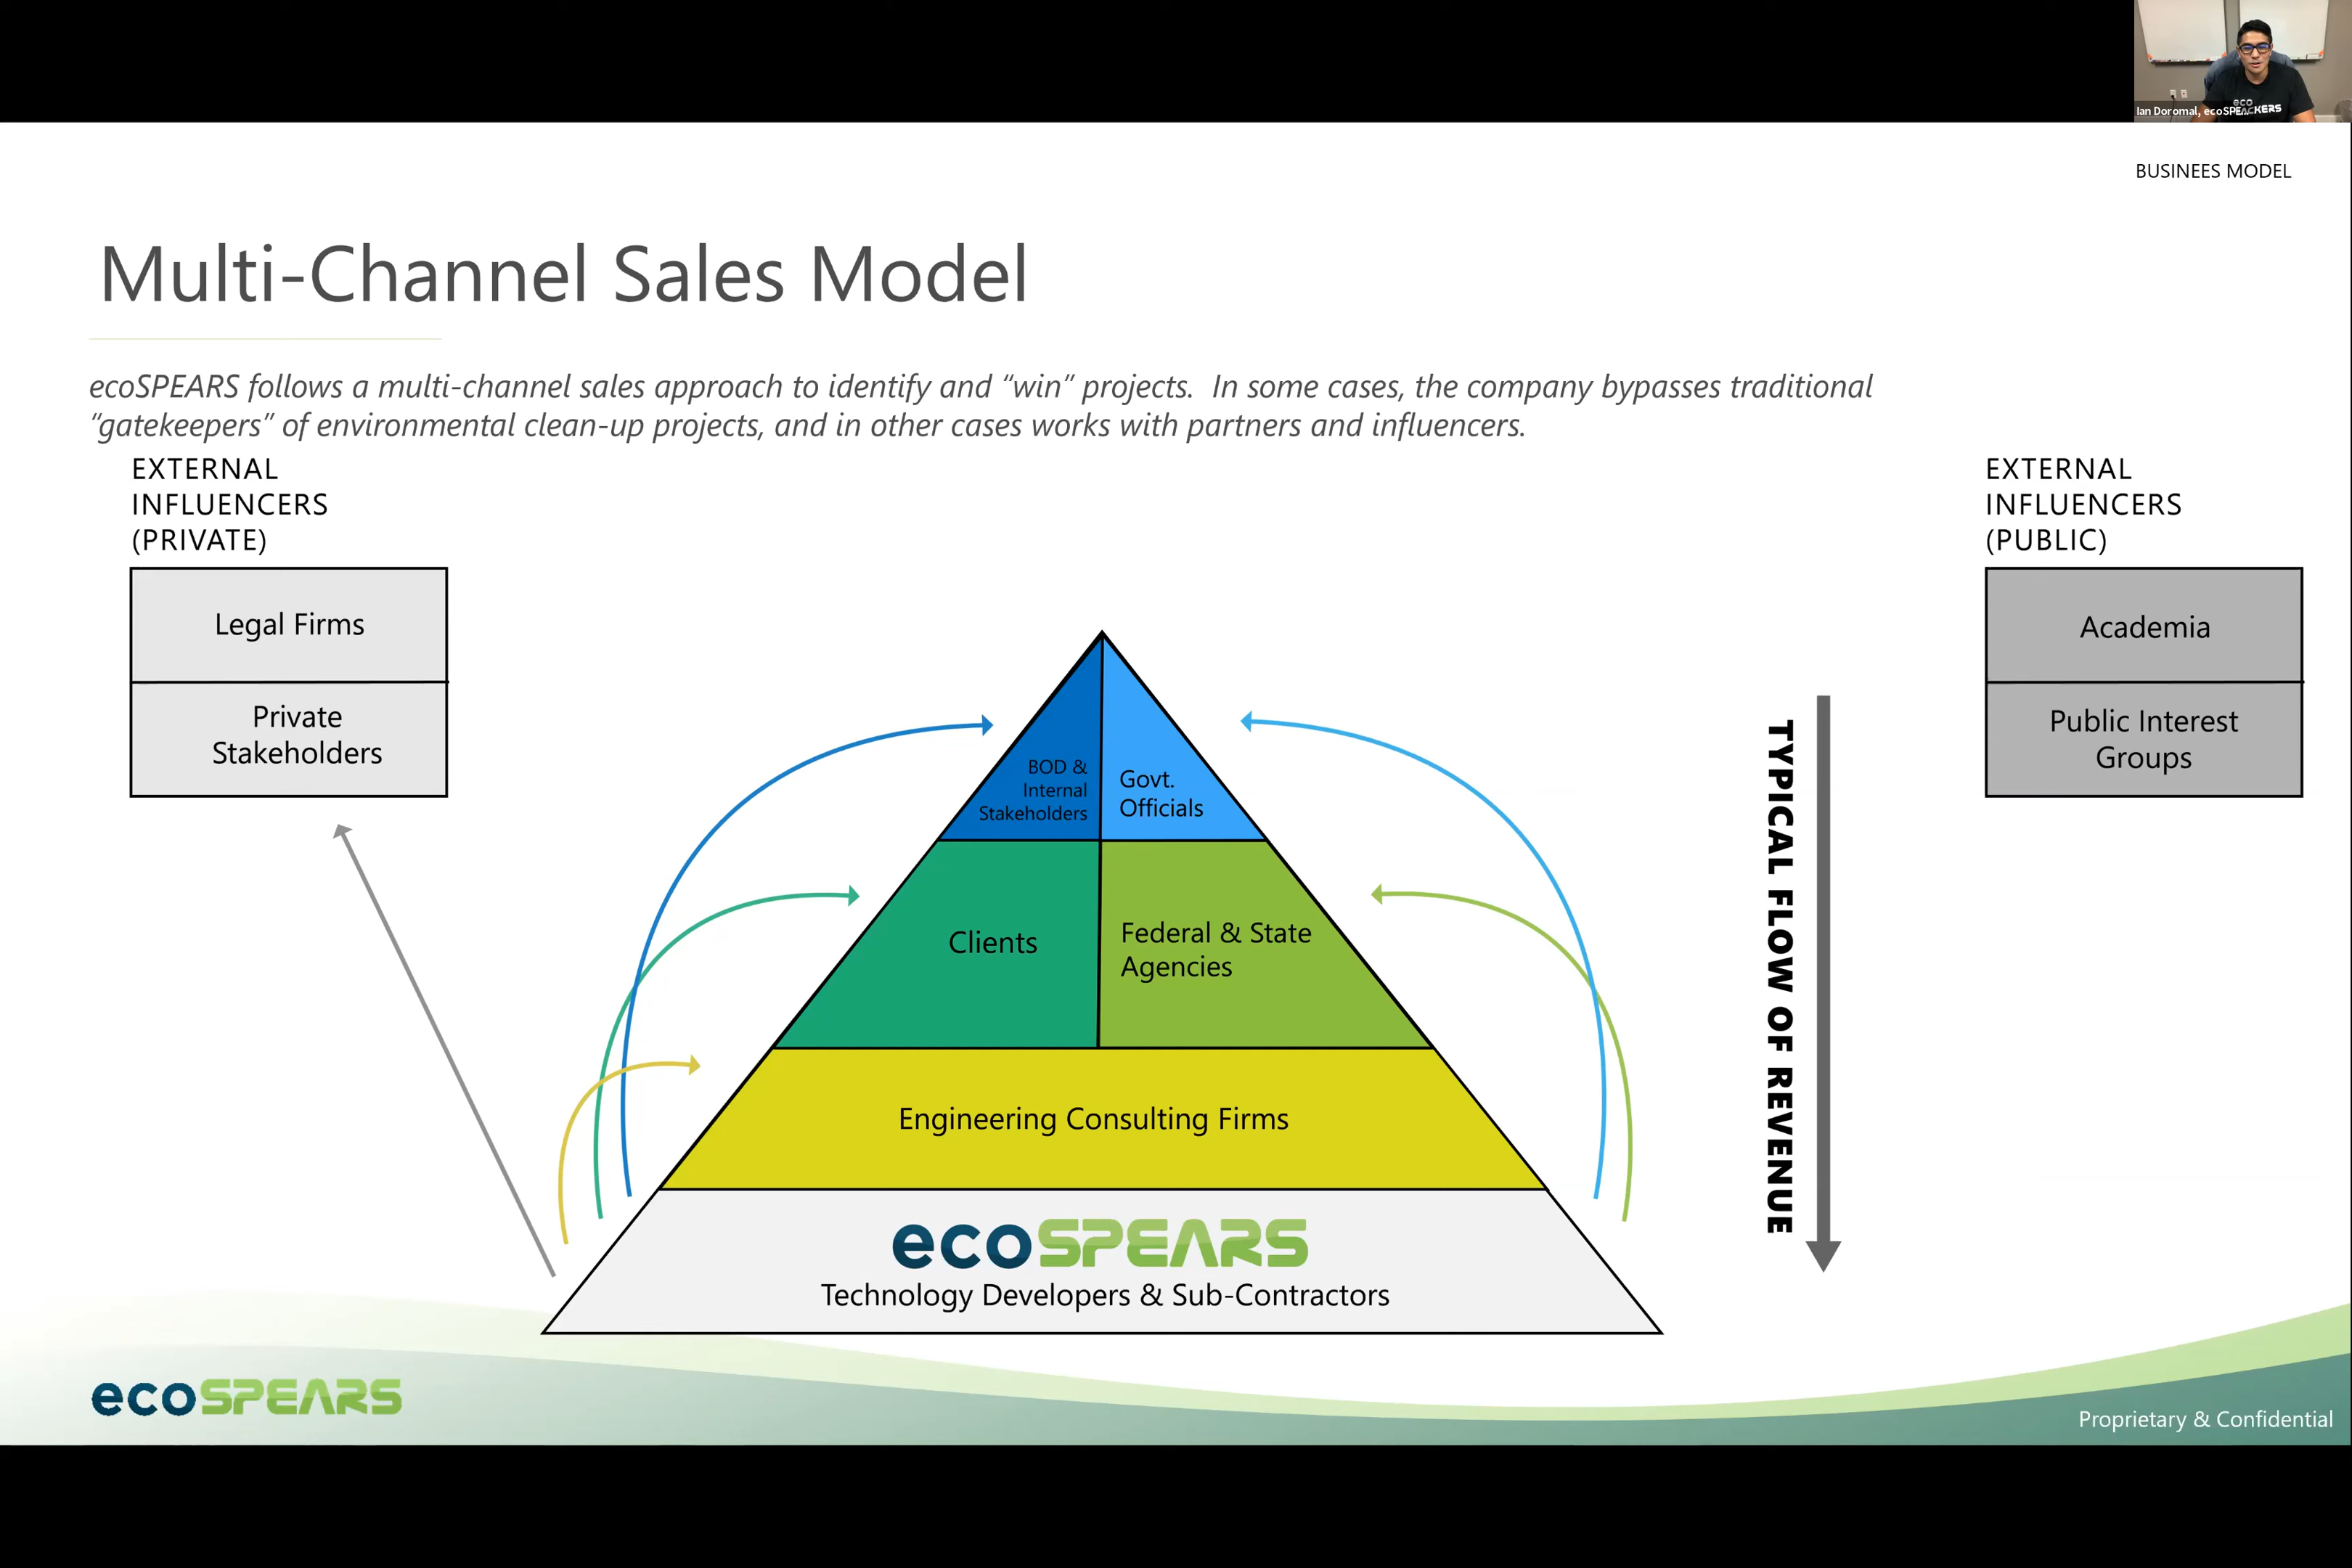 Ian Doromal, ecoSPE...
eco
KERS
BUSINEES MODEL
Multi-Channel Sales Model
ecoSPEARS follows a multi-channel sales approach to identify and “win” projects.  In some cases, the company bypasses traditional
“gatekeepers” of environmental clean-up projects, and in other cases works with partners and influencers.
EXTERNAL
INFLUENCERS
(PRIVATE)
Legal Firms
Private
Stakeholders
EXTERNAL
INFLUENCERS
(PUBLIC)
Academia
Public Interest
Groups
BOD &
Internal
Stakeholders
Govt.
Officials
Clients
Federal & State
Agencies
Engineering Consulting Firms
ecoSPEARS
Technology Developers & Sub-Contractors
TYPICAL FLOW OF REVENUE
ecoSPEARS
Proprietary & Confidential